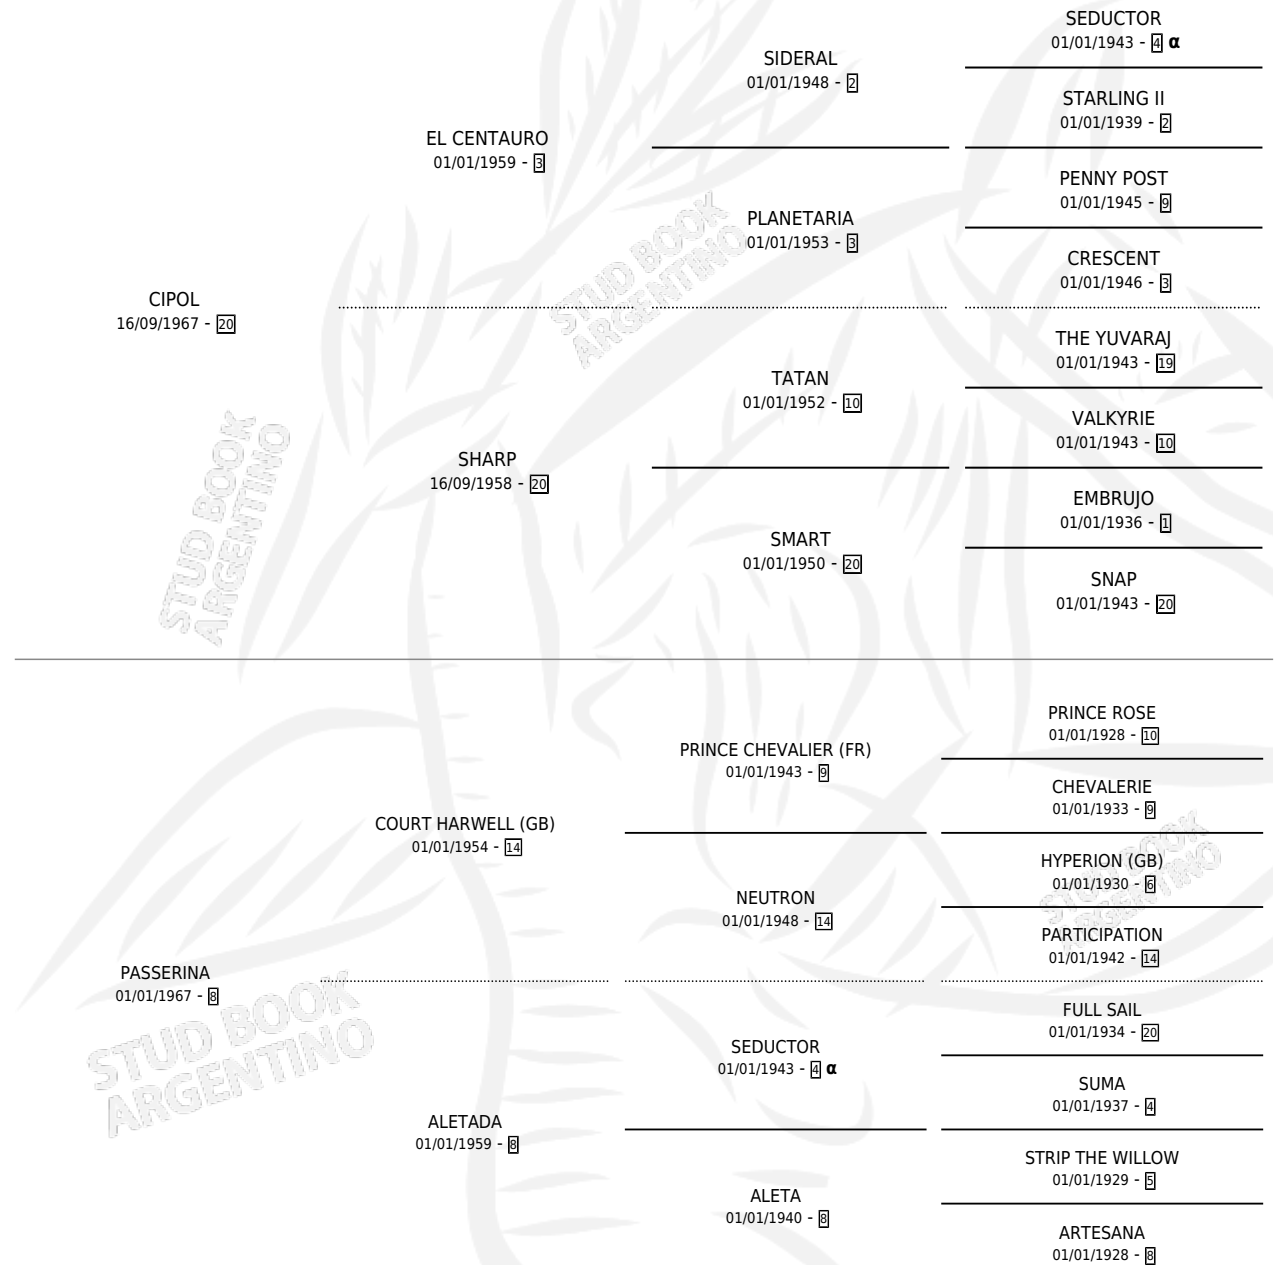 SEDUCTOR
01/01/1943 - 4 α
SIDERAL
01/01/1948 - 2
STARLING II
01/01/1939 - 2
EL CENTAURO
01/01/1959 - 3
PENNY POST
01/01/1945 - 9
PLANETARIA
01/01/1953 - 3
CRESCENT
01/01/1946 - 3
STUD BOOK
ARGENTINO
CIPOL
16/09/1967 - 20
THE YUVARAJ
01/01/1943 - 19
TATAN
01/01/1952 - 10
VALKYRIE
01/01/1943 - 10
SHARP
16/09/1958 - 20
EMBRUJO
01/01/1936 - 1
SMART
01/01/1950 - 20
SNAP
01/01/1943 - 20
STUD BOOK
ARGENTINO
PRINCE ROSE
01/01/1928 - 10
PRINCE CHEVALIER (FR)
01/01/1943 - 9
CHEVALERIE
01/01/1933 - 9
COURT HARWELL (GB)
01/01/1954 - 14
HYPERION (GB)
01/01/1930 - 6
NEUTRON
01/01/1948 - 14
PARTICIPATION
01/01/1942 - 14
STUD BOOK
ARGENTINO
PASSERINA
01/01/1967 - 8
FULL SAIL
01/01/1934 - 20
SEDUCTOR
01/01/1943 - 4 α
SUMA
01/01/1937 - 4
ALETADA
01/01/1959 - 8
STRIP THE WILLOW
01/01/1929 - 5
ALETA
01/01/1940 - 8
ARTESANA
01/01/1928 - 8
STUD BOOK
ARGENTINO